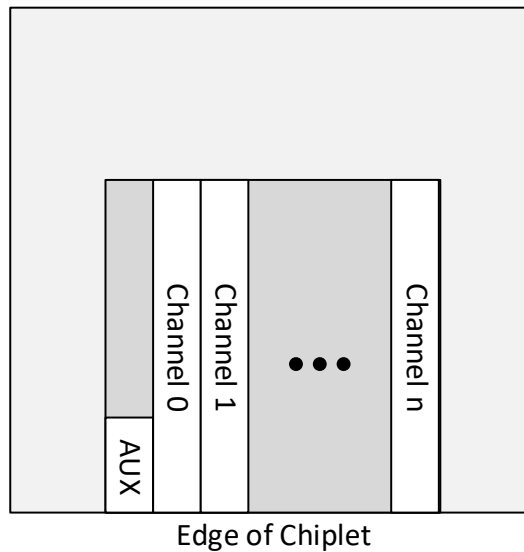 AUX
Channel 0
Channel 1
•••
Channel n
Edge of Chiplet